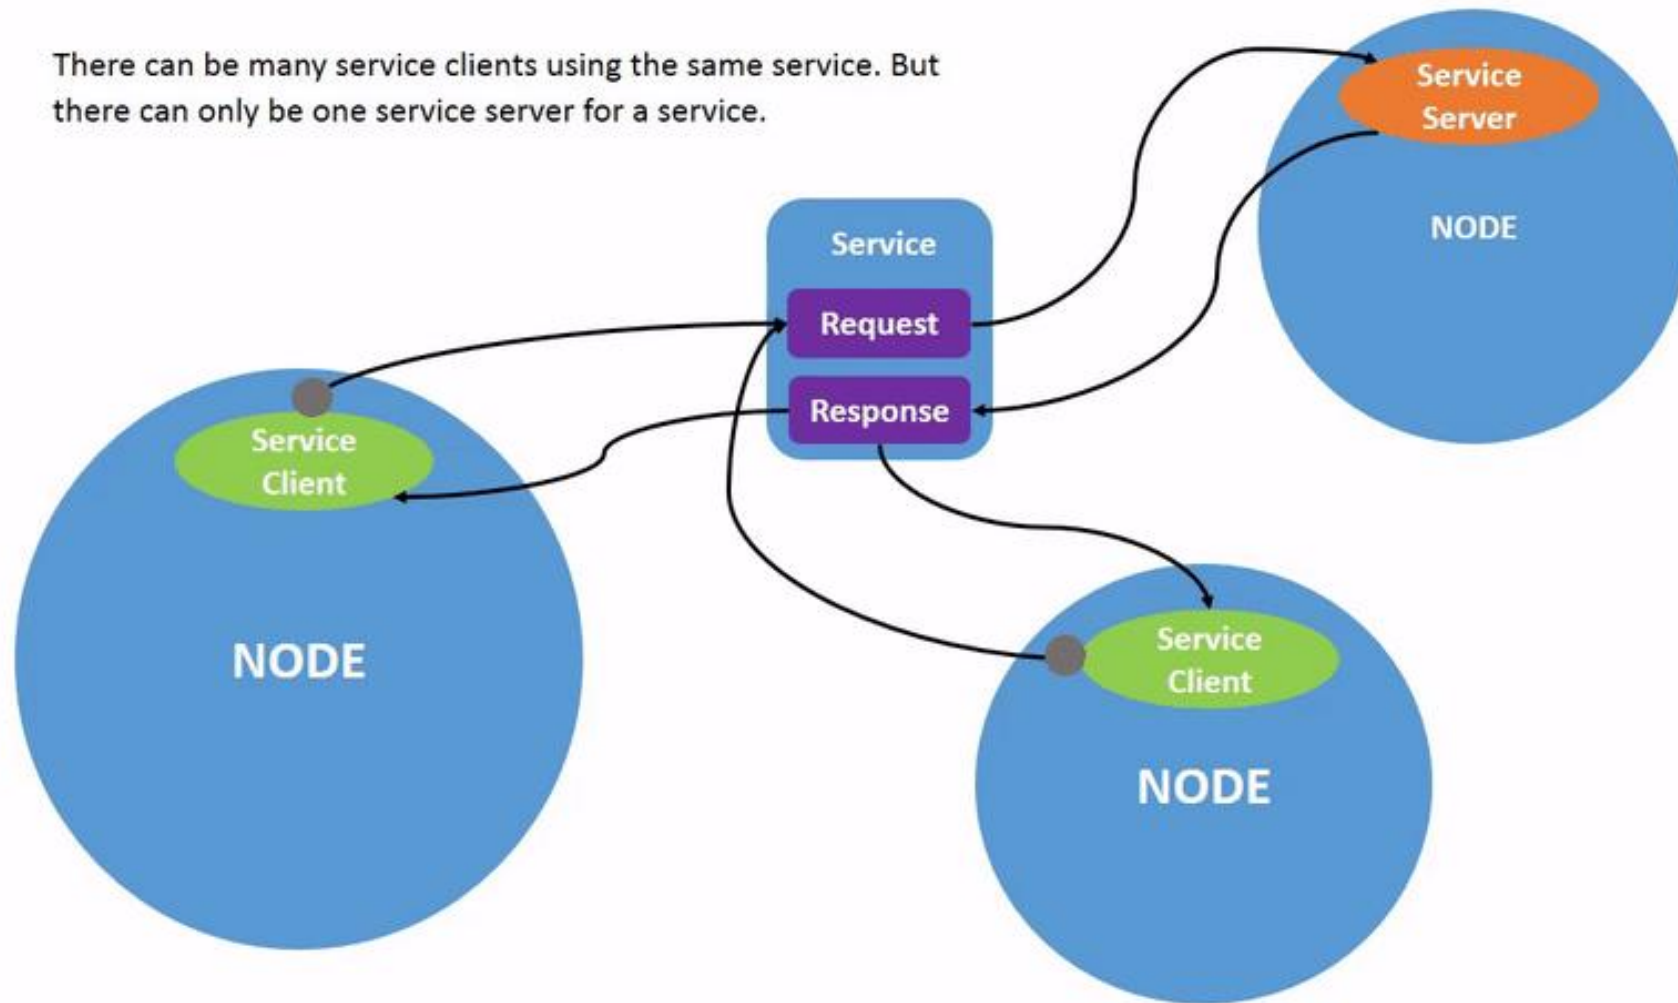 There can be many service clients using the same service. But
there can only be one service server for a service.
Service
Server
NODE
Service
Request
Response
Service
Client
NODE
Service
Client
NODE